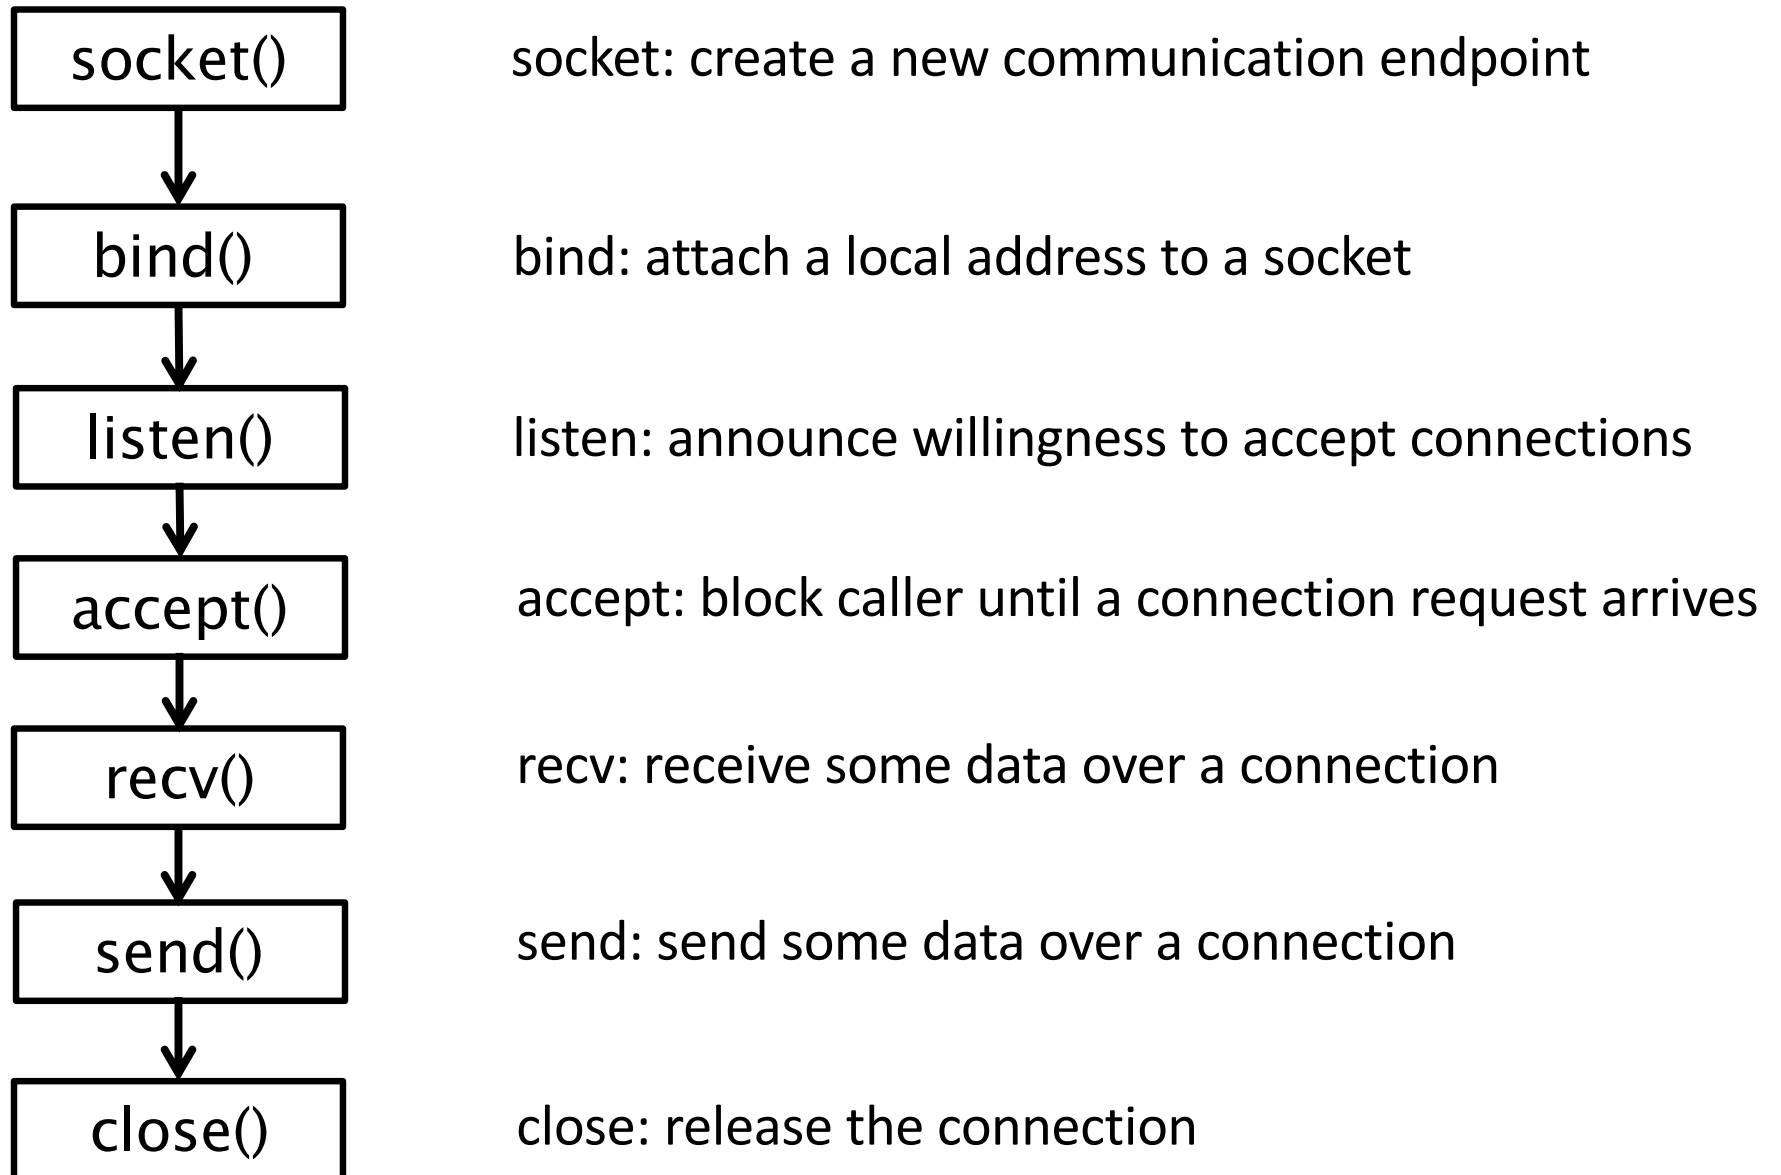 socket()
socket: create a new communication endpoint
bind()
bind: attach a local address to a socket
listen()
listen: announce willingness to accept connections
accept()
accept: block caller until a connection request arrives
recv()
recv: receive some data over a connection
send()
send: send some data over a connection
close()
close: release the connection